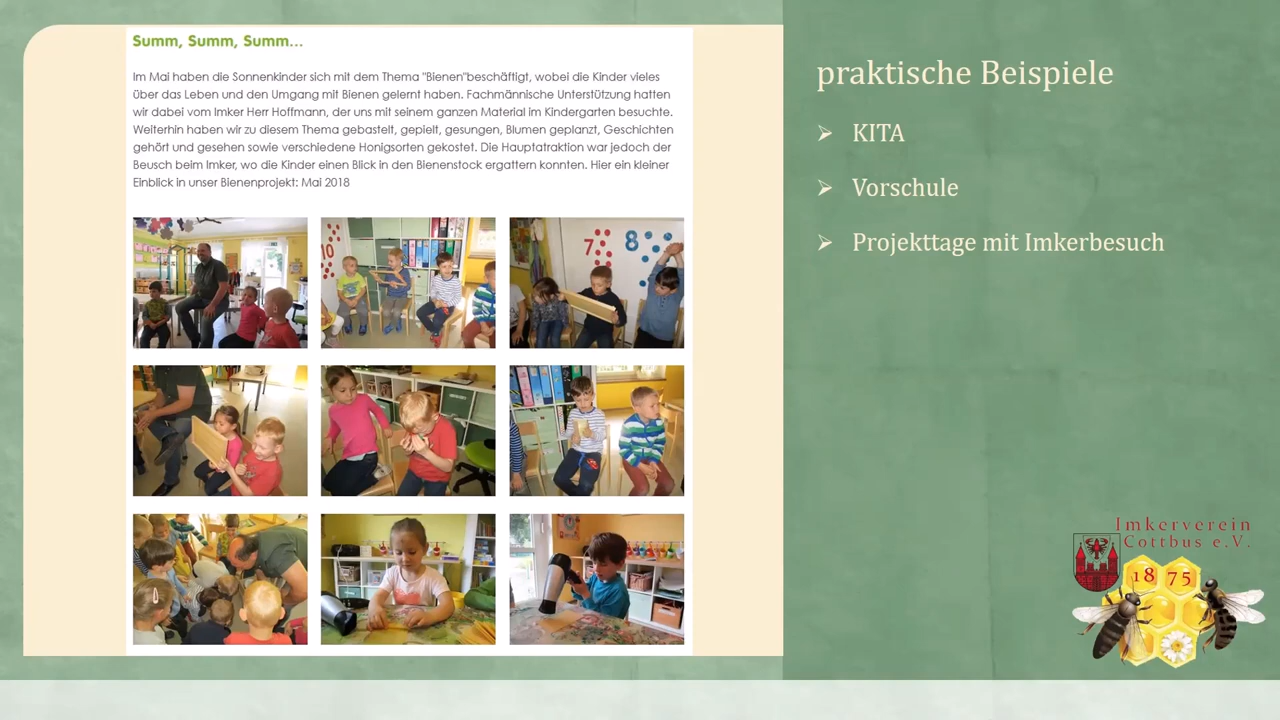 Summ, Summ, Summ...
Im Mai haben die Sonnenkinder sich mit dem Thema "Bienen"beschäftigt, wobei die Kinder vieles
über das Leben und den Umgang mit Bienen gelernt haben. Fachmännische Unterstützung hatten
wir dabei vom Imker Herr Hoffmann, der uns mit seinem ganzen Material im Kindergarten besuchte.
Weiterhin haben wir zu diesem Thema gebastelt, gepielt, gesungen, Blumen geplanzt, Geschichten
gehört und gesehen sowie verschiedene Honigsorten gekostet. Die Hauptatraktion war jedoch der
Beusch beim Imker, wo die Kinder einen Blick in den Bienenstock ergattern konnten. Hier ein kleiner
Einblick in unser Bienenprojekt: Mai 2018
10
7
8
praktische Beispiele
KITA
Vorschule
Projekttage mit Imkerbesuch
Imkerverein
Cottbus e.V.
1875